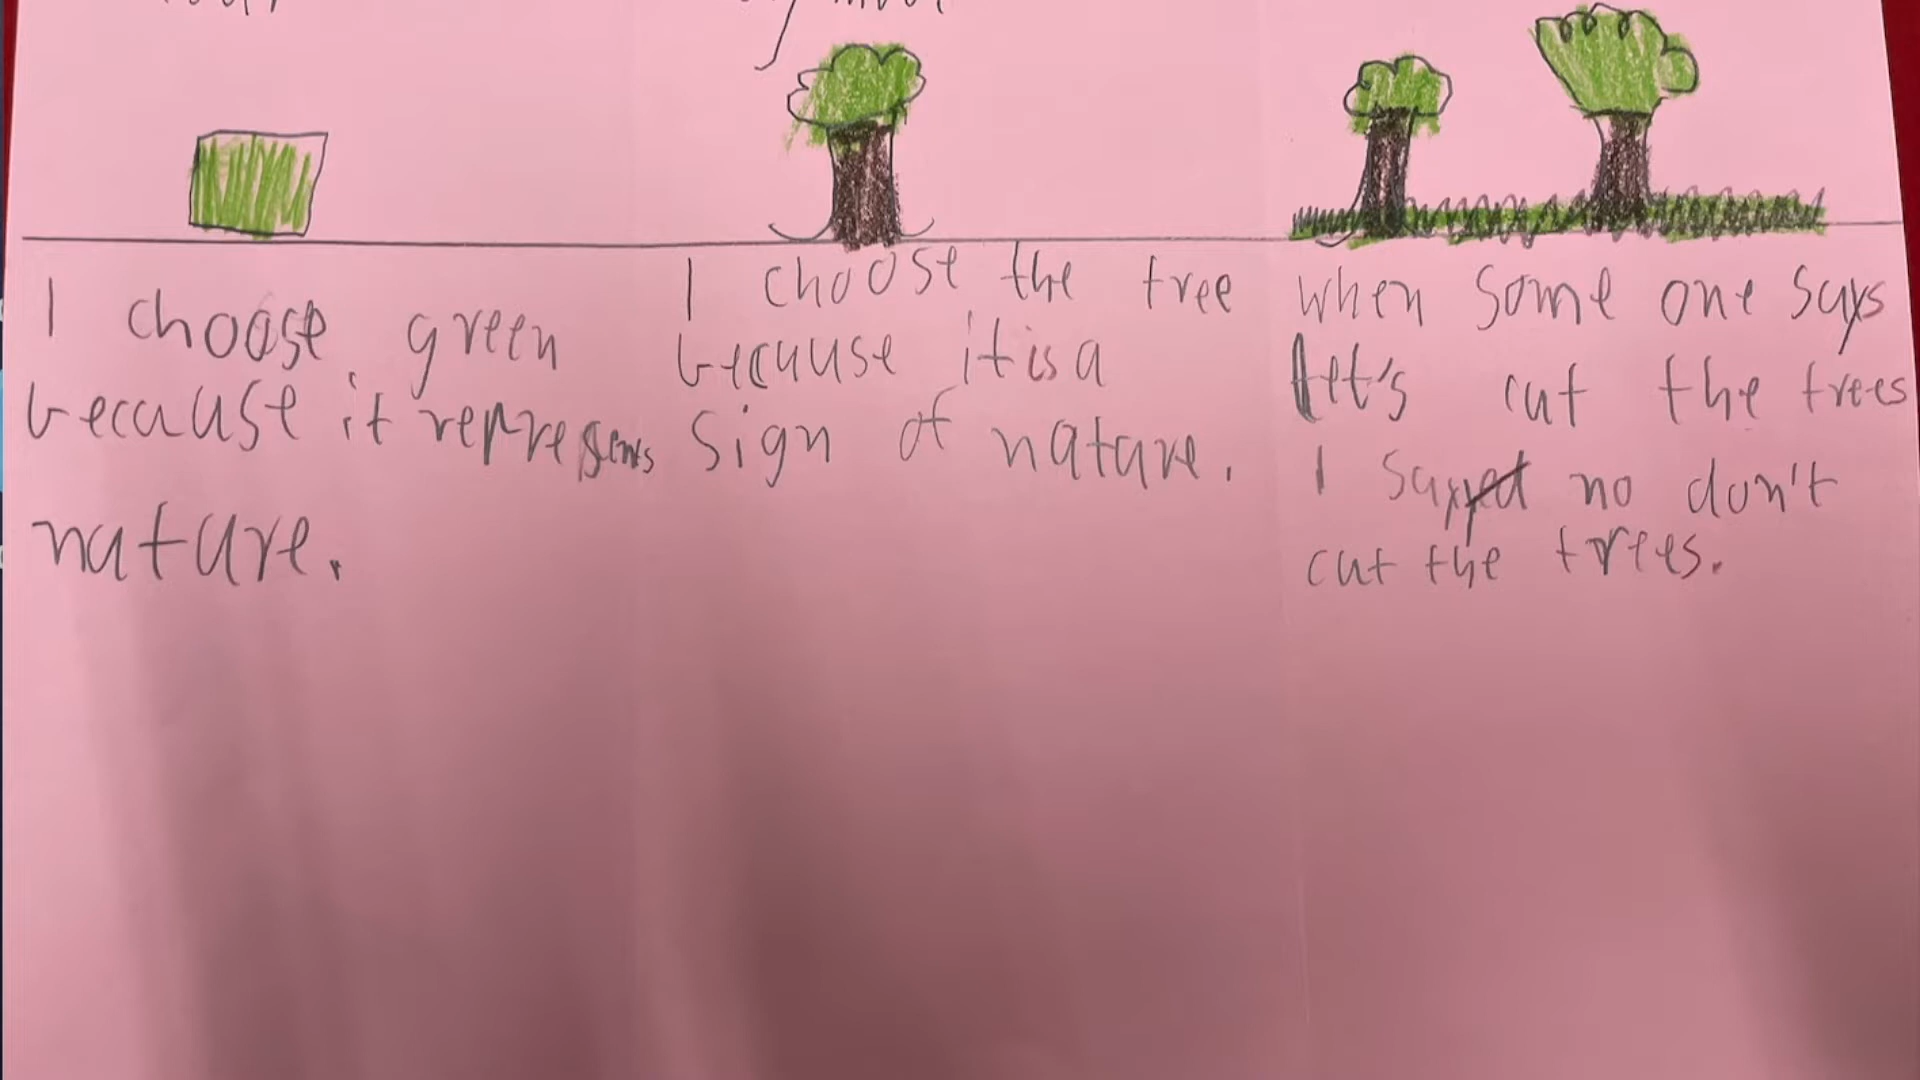 I choose green
because it represents
nature.
I choose the tree
because it is a
sign of nature.
when some one says
let's cut the trees
I say no don't
cut the trees.